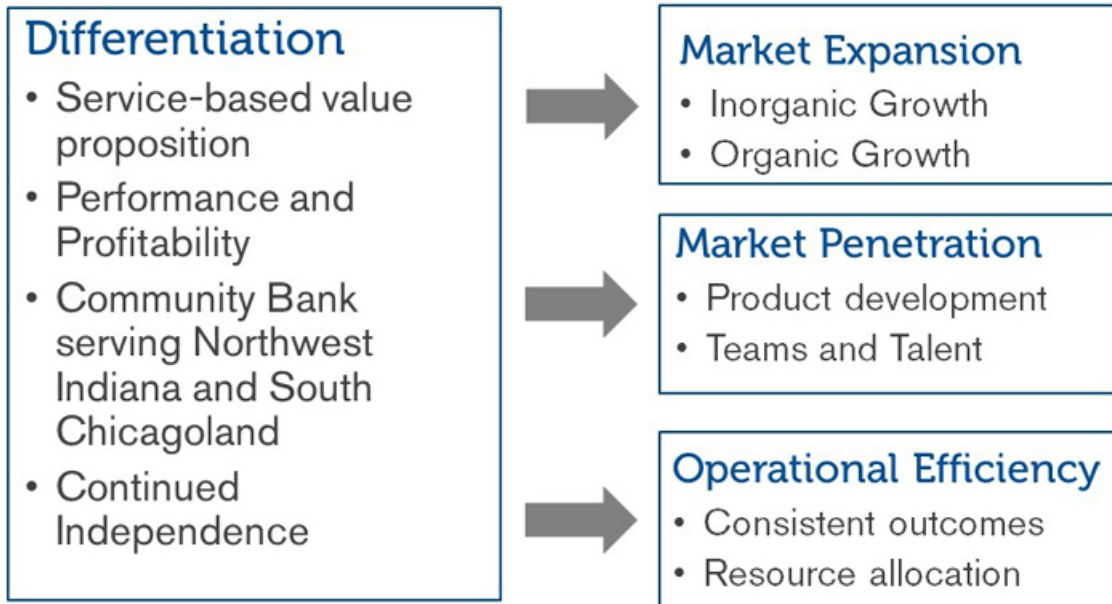 Differentiation
• Service-based value
proposition
• Performance and
Profitability
• Community Bank
serving Northwest
Indiana and South
Chicagoland
• Continued
Independence
Market Expansion
• Inorganic Growth
• Organic Growth
Market Penetration
• Product development
• Teams and Talent
Operational Efficiency
• Consistent outcomes
• Resource allocation